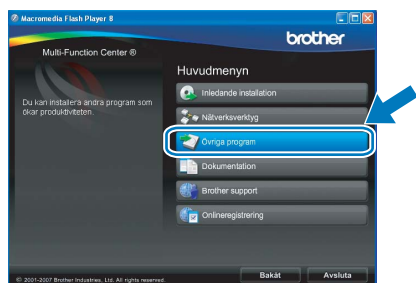 Macromedia Flash Player 8
brother
Multi-Function Center ®
Huvudmenyn
Du kan installera andra program som
ökar produktiviteten.
Inledande installation
Nätverksverktyg
Övriga program
Dokumentation
Brother support
Onlineregistrering
© 2001-2007 Brother Industries, Ltd. All rights reserved.
Bakåt
Avsluta